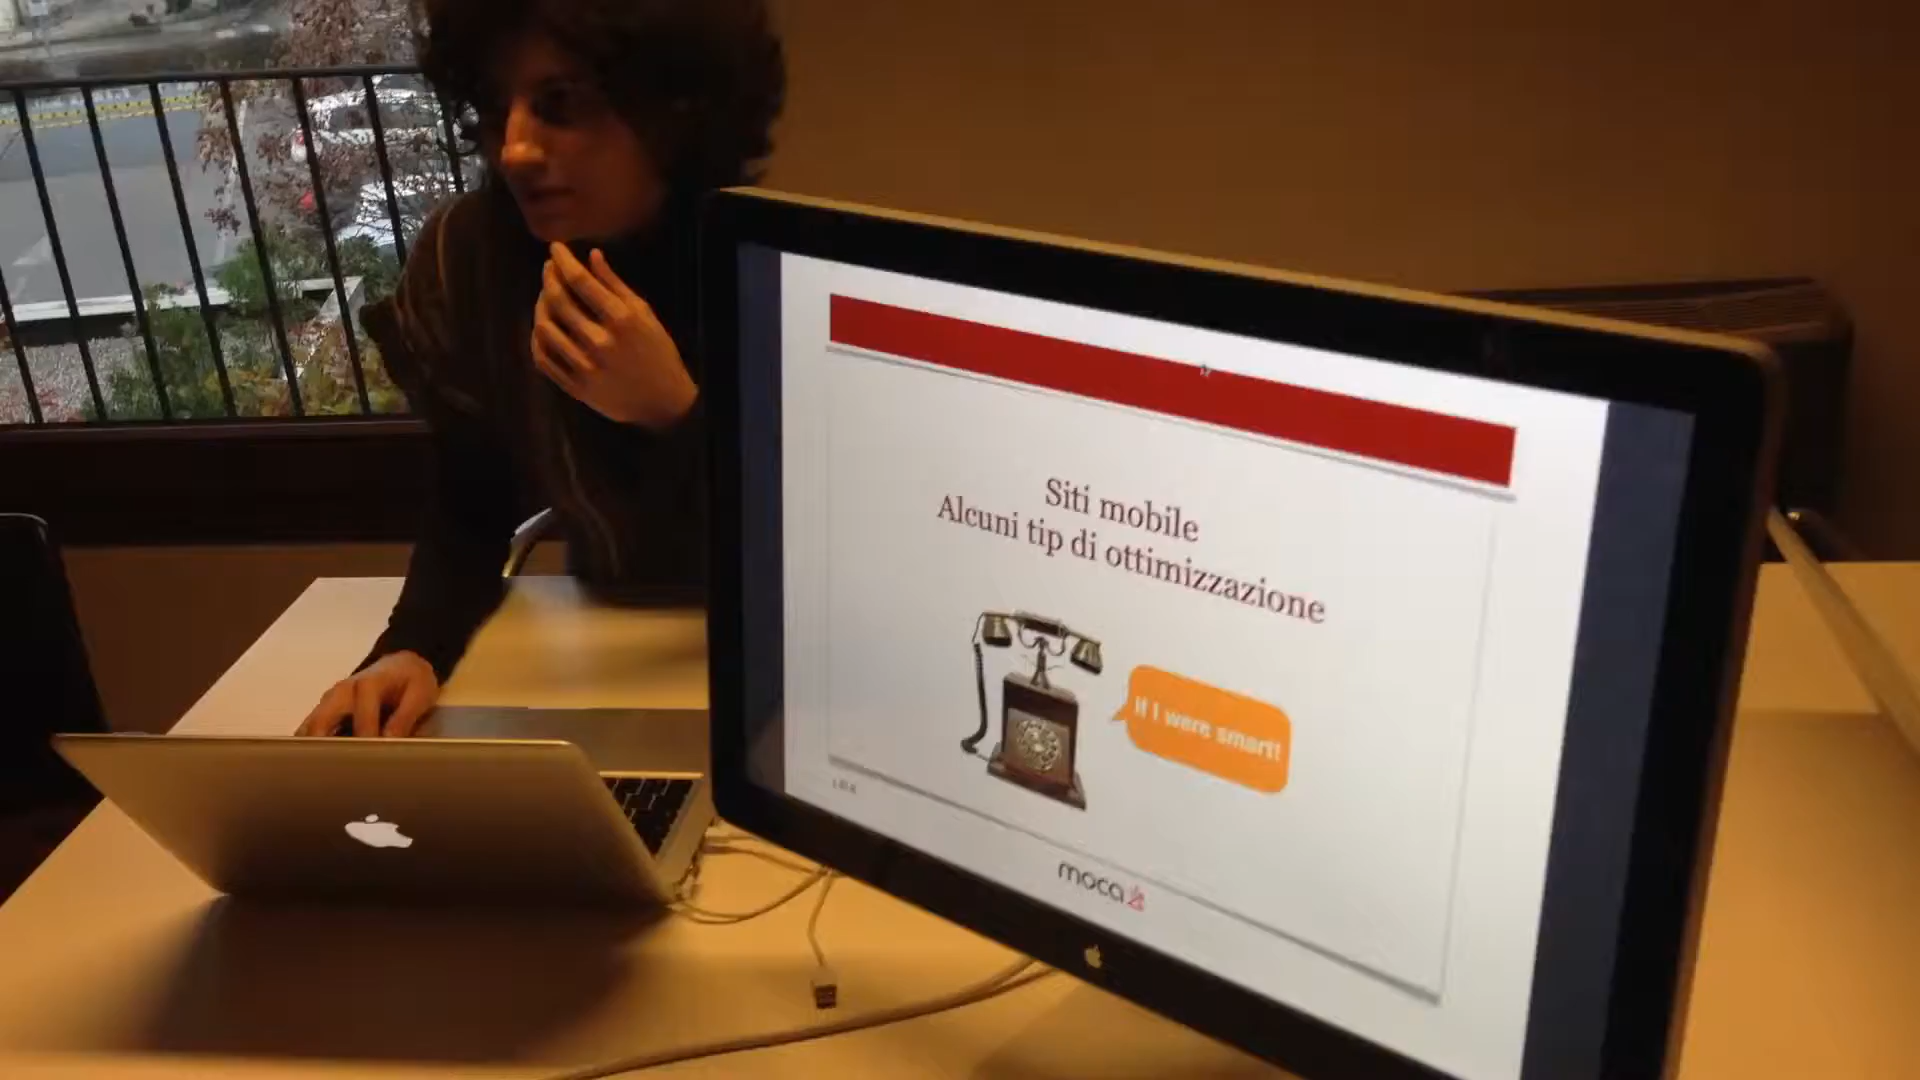 Siti mobile
Alcuni tip di ottimizzazione
If I were smart!
moca